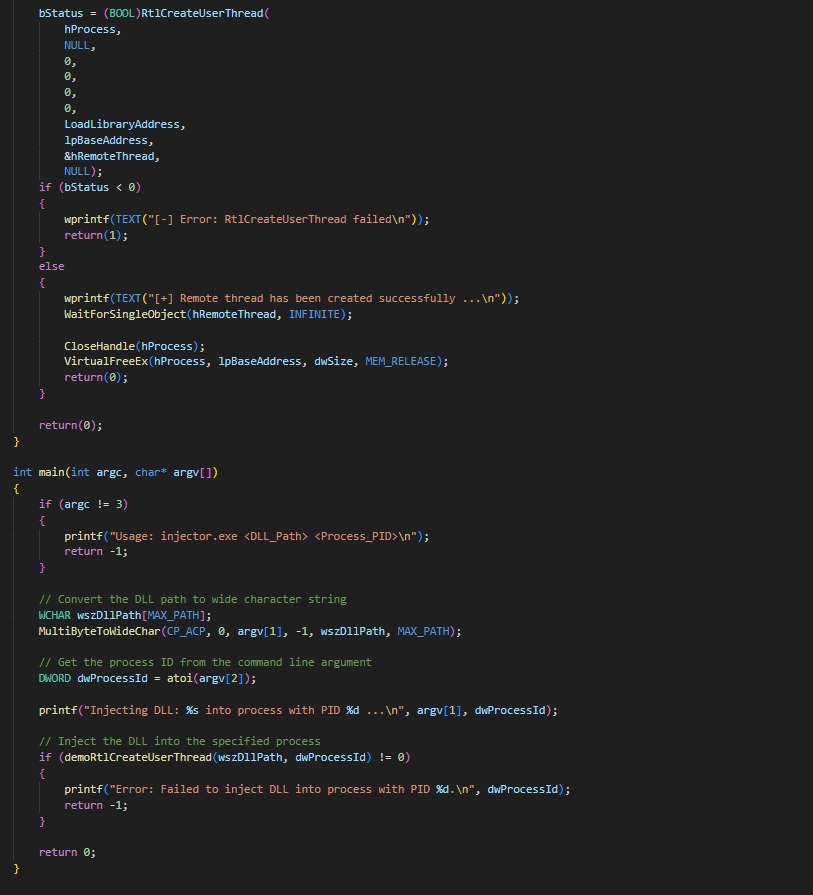 bStatus = (BOOL)RtlCreateUserThread(
hProcess,
NULL,
0,
0,
0,
0,
LoadLibraryAddress,
lpBaseAddress,
&hRemoteThread,
NULL);
if (bStatus < 0)
{
wprintf(TEXT("[-] Error: RtlCreateUserThread failed\n"));
return(1);
}
else
{
wprintf(TEXT("[+] Remote thread has been created successfully ...\n"));
WaitForSingleObject(hRemoteThread, INFINITE);
CloseHandle(hProcess);
VirtualFreeEx(hProcess, lpBaseAddress, dwSize, MEM_RELEASE);
return(0);
}
return(0);
}
int main(int argc, char* argv[])
{
if (argc != 3)
{
printf("Usage: injector.exe <DLL_Path> <Process_PID>\n");
return -1;
}
// Convert the DLL path to wide character string
WCHAR wszDllPath[MAX_PATH];
MultiByteToWideChar(CP_ACP, 0, argv[1], -1, wszDllPath, MAX_PATH);
// Get the process ID from the command line argument
DWORD dwProcessId = atoi(argv[2]);
printf("Injecting DLL: %s into process with PID %d ...\n", argv[1], dwProcessId);
// Inject the DLL into the specified process
if (demoRtlCreateUserThread(wszDllPath, dwProcessId) != 0)
{
printf("Error: Failed to inject DLL into process with PID %d.\n", dwProcessId);
return -1;
}
return 0;
}